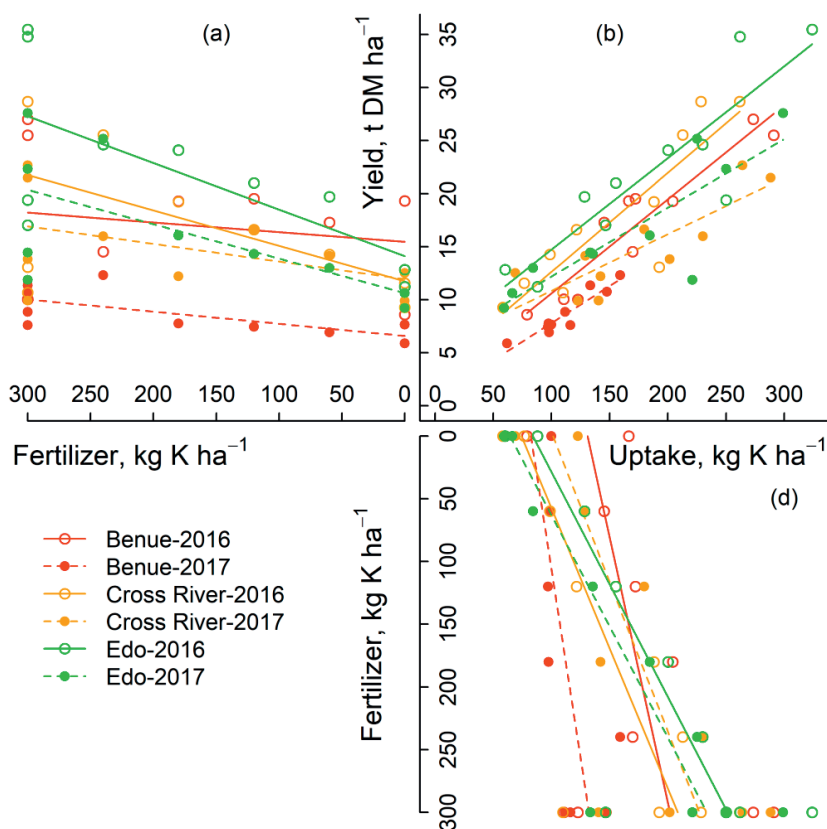 (a)
(b)
Yield, t DM ha⁻¹
0 5 10 15 20 25 30 35
300 250 200 150 100 50 0
50 100 150 200 250 300
Fertilizer, kg K ha⁻¹
Uptake, kg K ha⁻¹
(d)
Fertilizer, kg K ha⁻¹
0 50 100 150 200 250 300
Benue-2016
Benue-2017
Cross River-2016
Cross River-2017
Edo-2016
Edo-2017